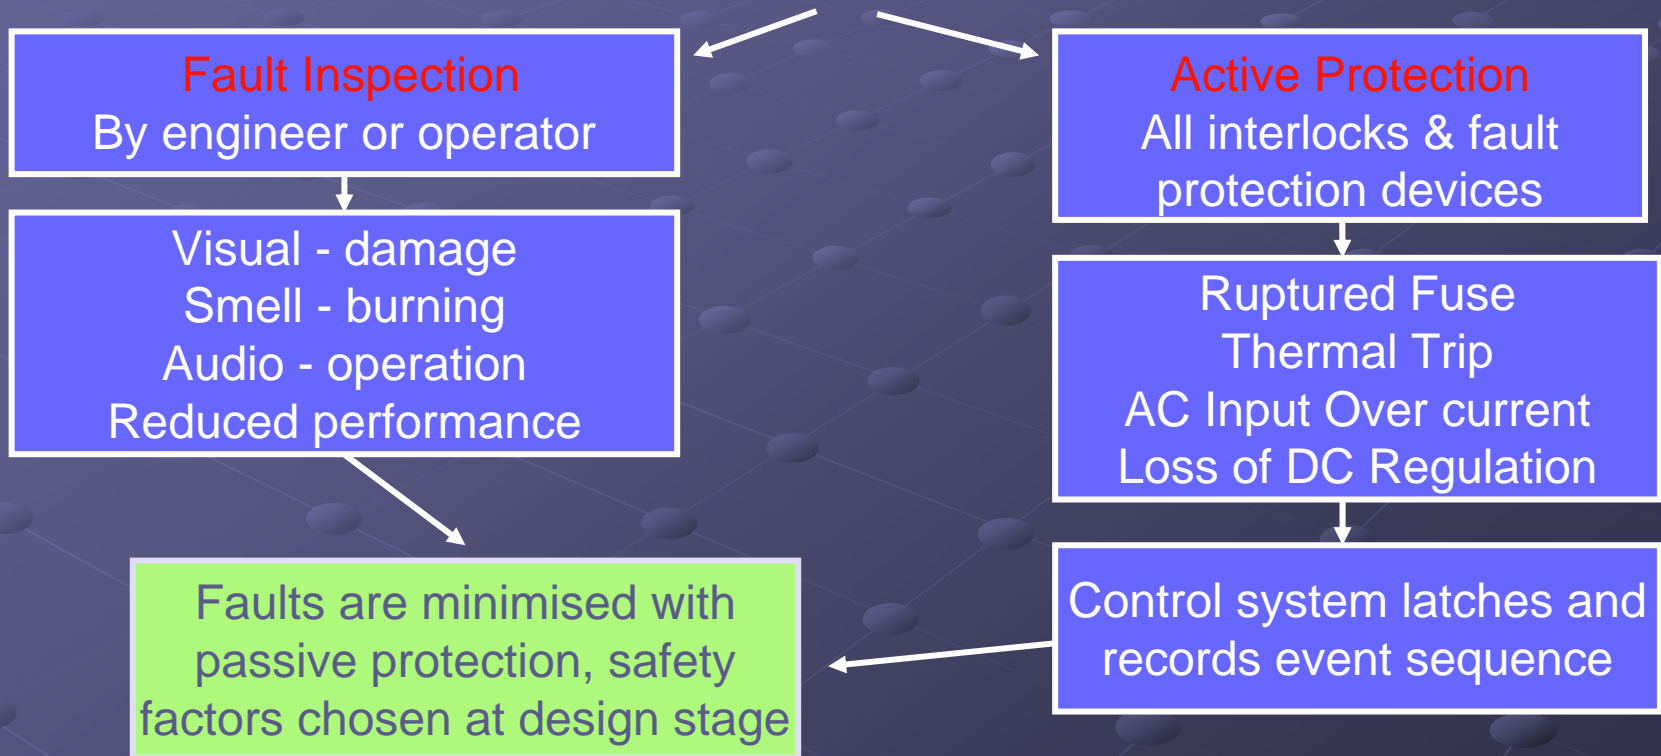 Fault Inspection
By engineer or operator
Visual - damage
Smell - burning
Audio - operation
Reduced performance
Active Protection
All interlocks & fault
protection devices
Ruptured Fuse
Thermal Trip
AC Input Over current
Loss of DC Regulation
Control system latches and
records event sequence
Faults are minimised with
passive protection, safety
factors chosen at design stage